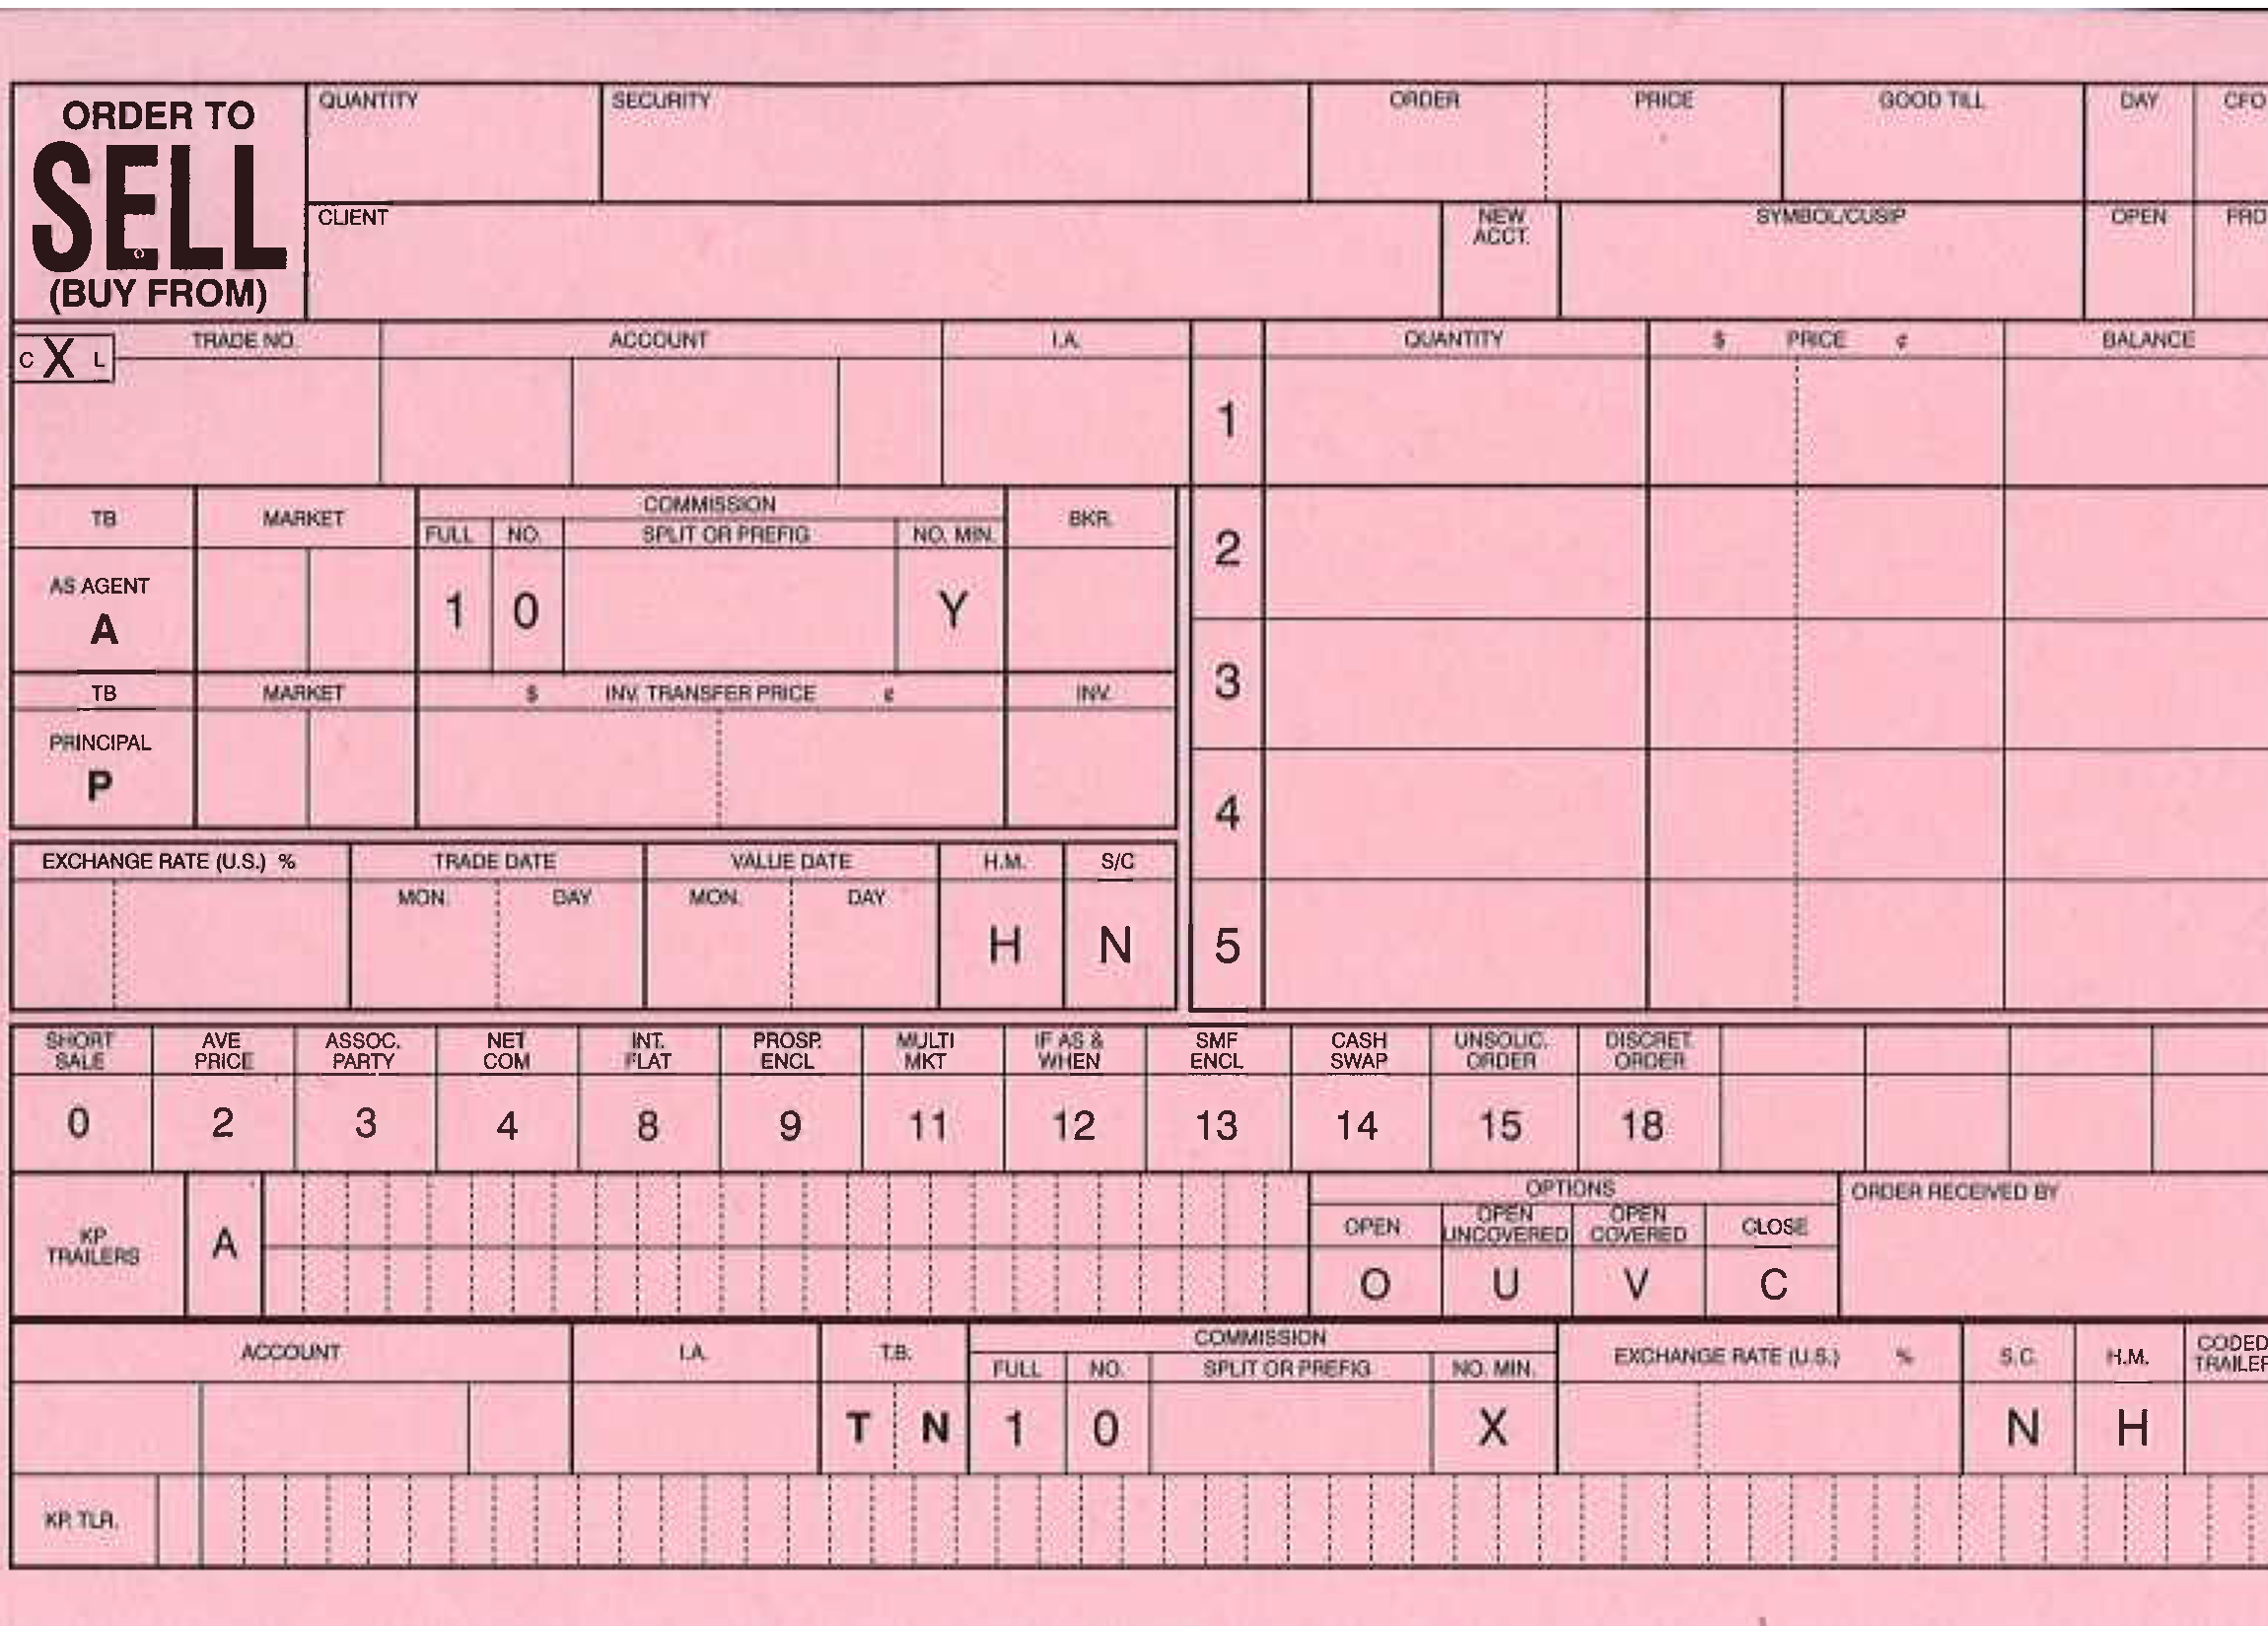 ORDER TO
SELL
(BUY FROM)
QUANTITY SECURITY ORDER PRICE GOOD TILL DAY CFO
CLIENT NEW ACCT. SYMBOL/CUSIP OPEN PRO
C X L TRADE NO. ACCOUNT I.A. QUANTITY $ PRICE ¢ BALANCE
1
2
3
4
5
TB MARKET COMMISSION BKR.
FULL NO. SPLIT OR PREFIG NO. MIN.
AS AGENT
A 1 0 Y
TB MARKET $ INV. TRANSFER PRICE ¢ INV.
PRINCIPAL
P
EXCHANGE RATE (U.S.) % TRADE DATE VALUE DATE H.M. S/C
MON. DAY MON. DAY
H N
SHORT SALE AVE PRICE ASSOC. PARTY NET COM INT. FLAT PROSP. ENCL MULTI MKT IF AS & WHEN SMF ENCL CASH SWAP UNSOLIC. ORDER DISCRET. ORDER
0 2 3 4 8 9 11 12 13 14 15 18
KP TRAILERS A
OPTIONS ORDER RECEIVED BY
OPEN OPEN UNCOVERED OPEN COVERED CLOSE
O U V C
ACCOUNT I.A. T.B. COMMISSION EXCHANGE RATE (U.S.) % S.C. H.M. CODED TRAILER
FULL NO. SPLIT OR PREFIG NO. MIN.
T N 1 0 X N H
KP. TLR.